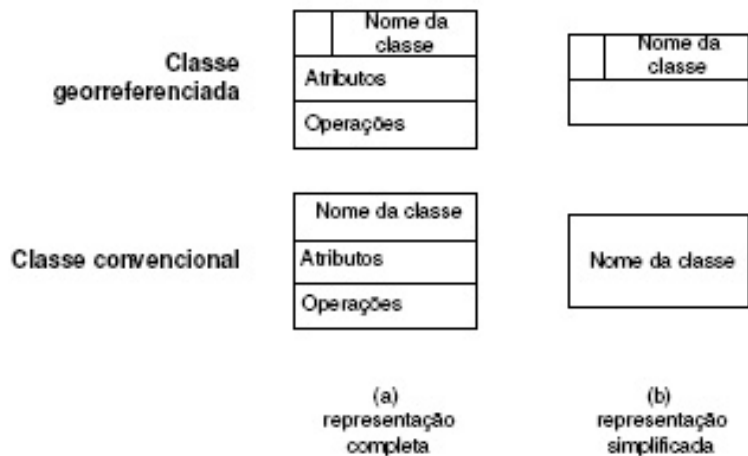 Classe
georreferenciada
Nome da
classe
Atributos
Operações
Nome da
classe
Classe convencional
Nome da classe
Atributos
Operações
Nome da classe
(a)
representação
completa
(b)
representação
simplificada